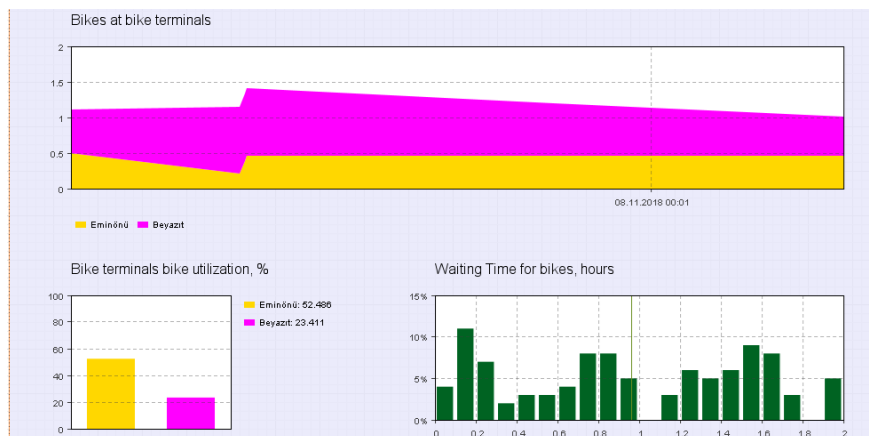 Bikes at bike terminals
2
1.5
1
0.5
0
08.11.2018 00:01
Eminönü Beyazıt
Bike terminals bike utilization, %
100
80
60
40
20
0
Eminönü: 52.486
Beyazıt: 23.411
Waiting Time for bikes, hours
15%
10%
5%
0%
0 0.2 0.4 0.6 0.8 1 1.2 1.4 1.6 1.8 2